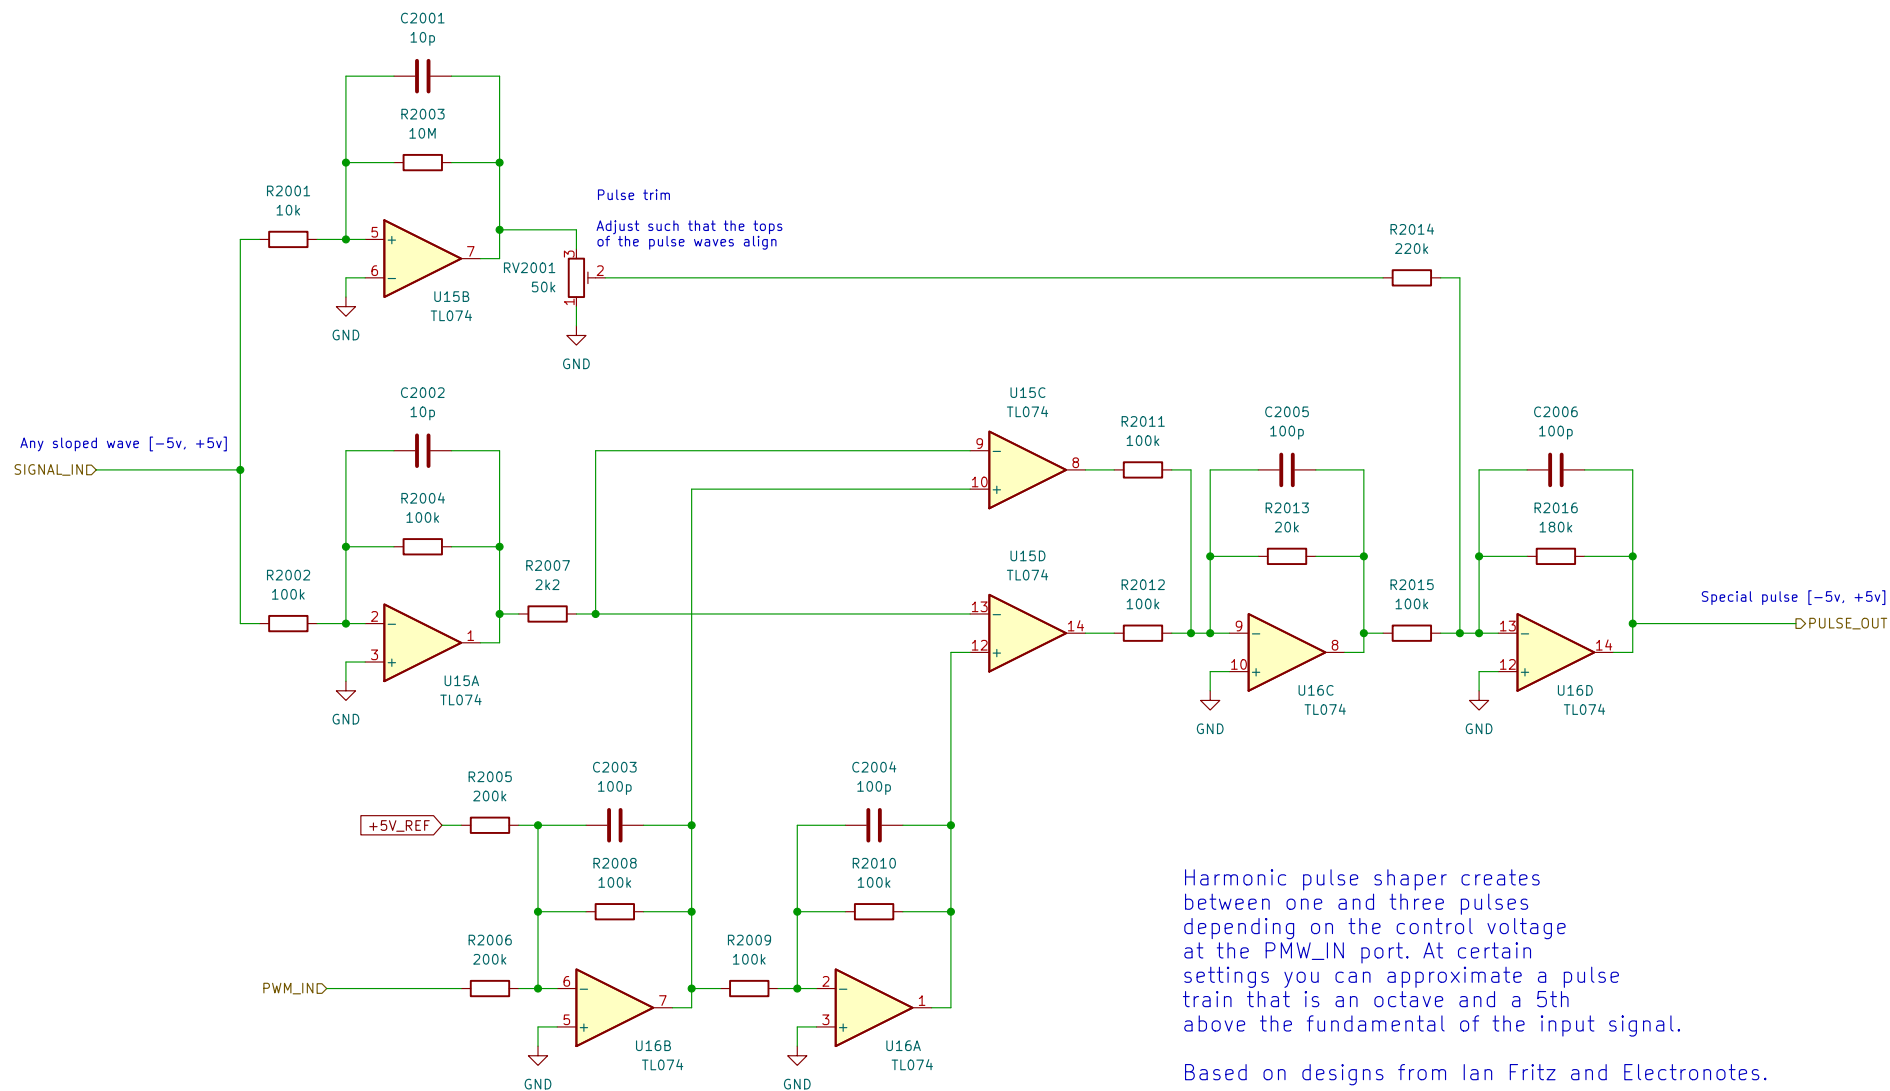 C2001
10p
R2003
10M
R2001
10k
5
+
6
−
7
U15B
TL074
GND
Pulse trim
Adjust such that the tops
of the pulse waves align
RV2001
50k
3
2
1
GND
R2014
220k
Any sloped wave [-5v, +5v]
SIGNAL_IN
C2002
10p
R2004
100k
R2002
100k
2
−
3
+
1
U15A
TL074
GND
R2007
2k2
U15C
TL074
9
−
10
+
8
R2011
100k
U15D
TL074
13
−
12
+
14
R2012
100k
C2005
100p
R2013
20k
9
−
10
+
8
U16C
TL074
GND
R2015
100k
C2006
100p
R2016
180k
13
−
12
+
14
U16D
TL074
GND
Special pulse [-5v, +5v]
PULSE_OUT
+5V_REF
R2005
200k
C2003
100p
R2008
100k
PWM_IN
R2006
200k
6
−
5
+
7
U16B
TL074
GND
R2009
100k
C2004
100p
R2010
100k
2
−
3
+
1
U16A
TL074
GND
Harmonic pulse shaper creates
between one and three pulses
depending on the control voltage
at the PMW_IN port. At certain
settings you can approximate a pulse
train that is an octave and a 5th
above the fundamental of the input signal.
Based on designs from Ian Fritz and Electronotes.